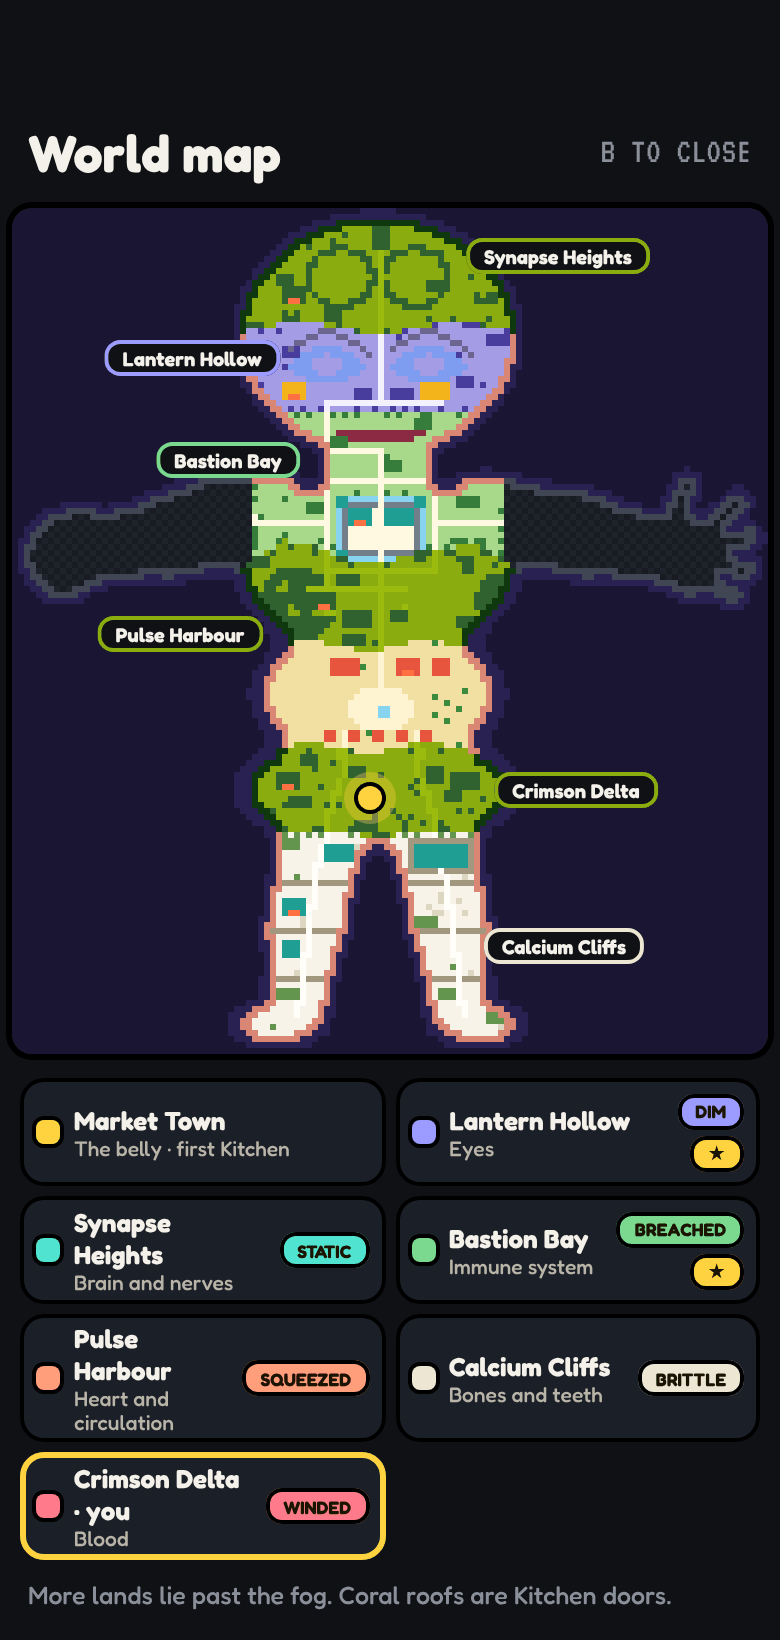 World map
B TO CLOSE
Synapse Heights
Lantern Hollow
Bastion Bay
Pulse Harbour
Crimson Delta
Calcium Cliffs
Market Town
The belly · first Kitchen
Lantern Hollow
Eyes
DIM
★
Synapse
Heights
Brain and nerves
STATIC
Bastion Bay
Immune system
BREACHED
★
Pulse
Harbour
Heart and
circulation
SQUEEZED
Calcium Cliffs
Bones and teeth
BRITTLE
Crimson Delta
· you
Blood
WINDED
More lands lie past the fog. Coral roofs are Kitchen doors.